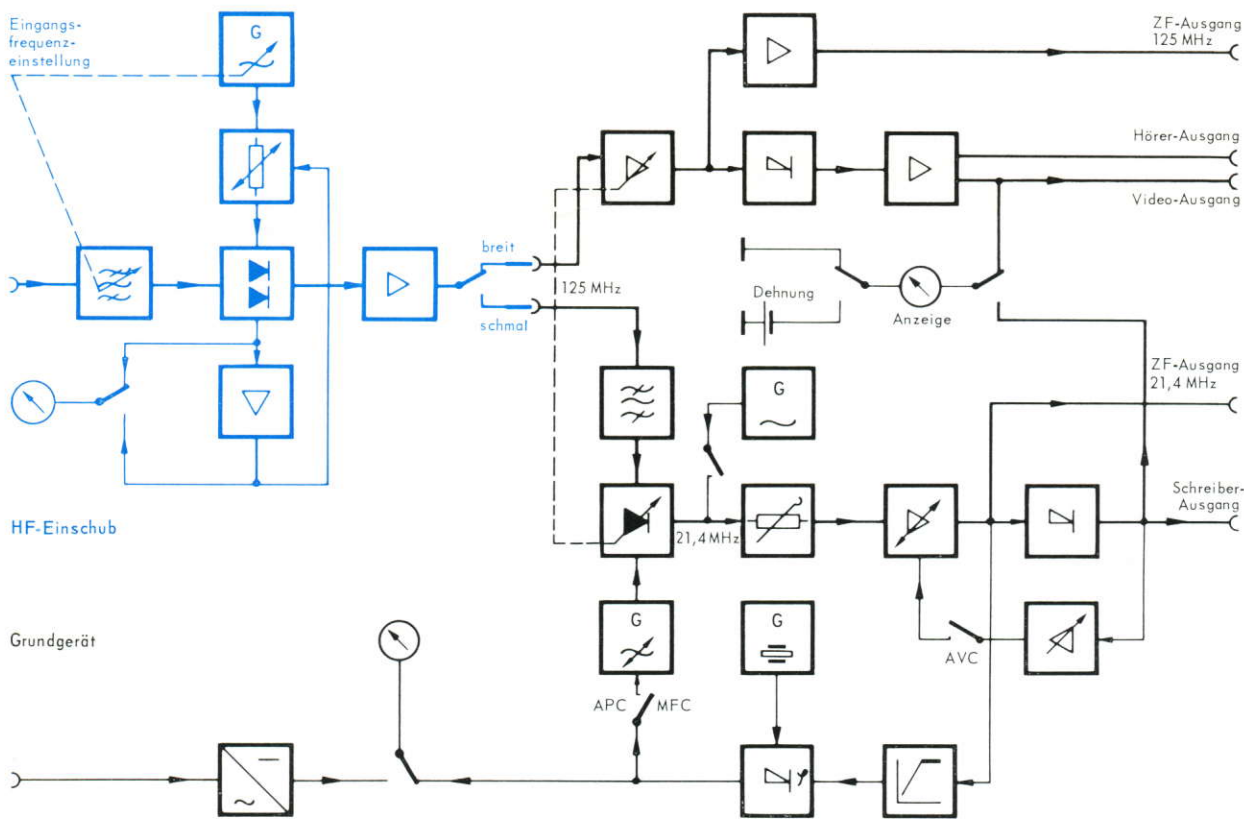 Eingangs-
frequenz-
einstellung
G
ZF-Ausgang
125 MHz
Hörer-Ausgang
Video-Ausgang
breit
125 MHz
schmal
Dehnung
Anzeige
G
ZF-Ausgang
21,4 MHz
Schreiber-
Ausgang
21,4 MHz
HF-Einschub
Grundgerät
G
G
AVC
APC
MFC
φ